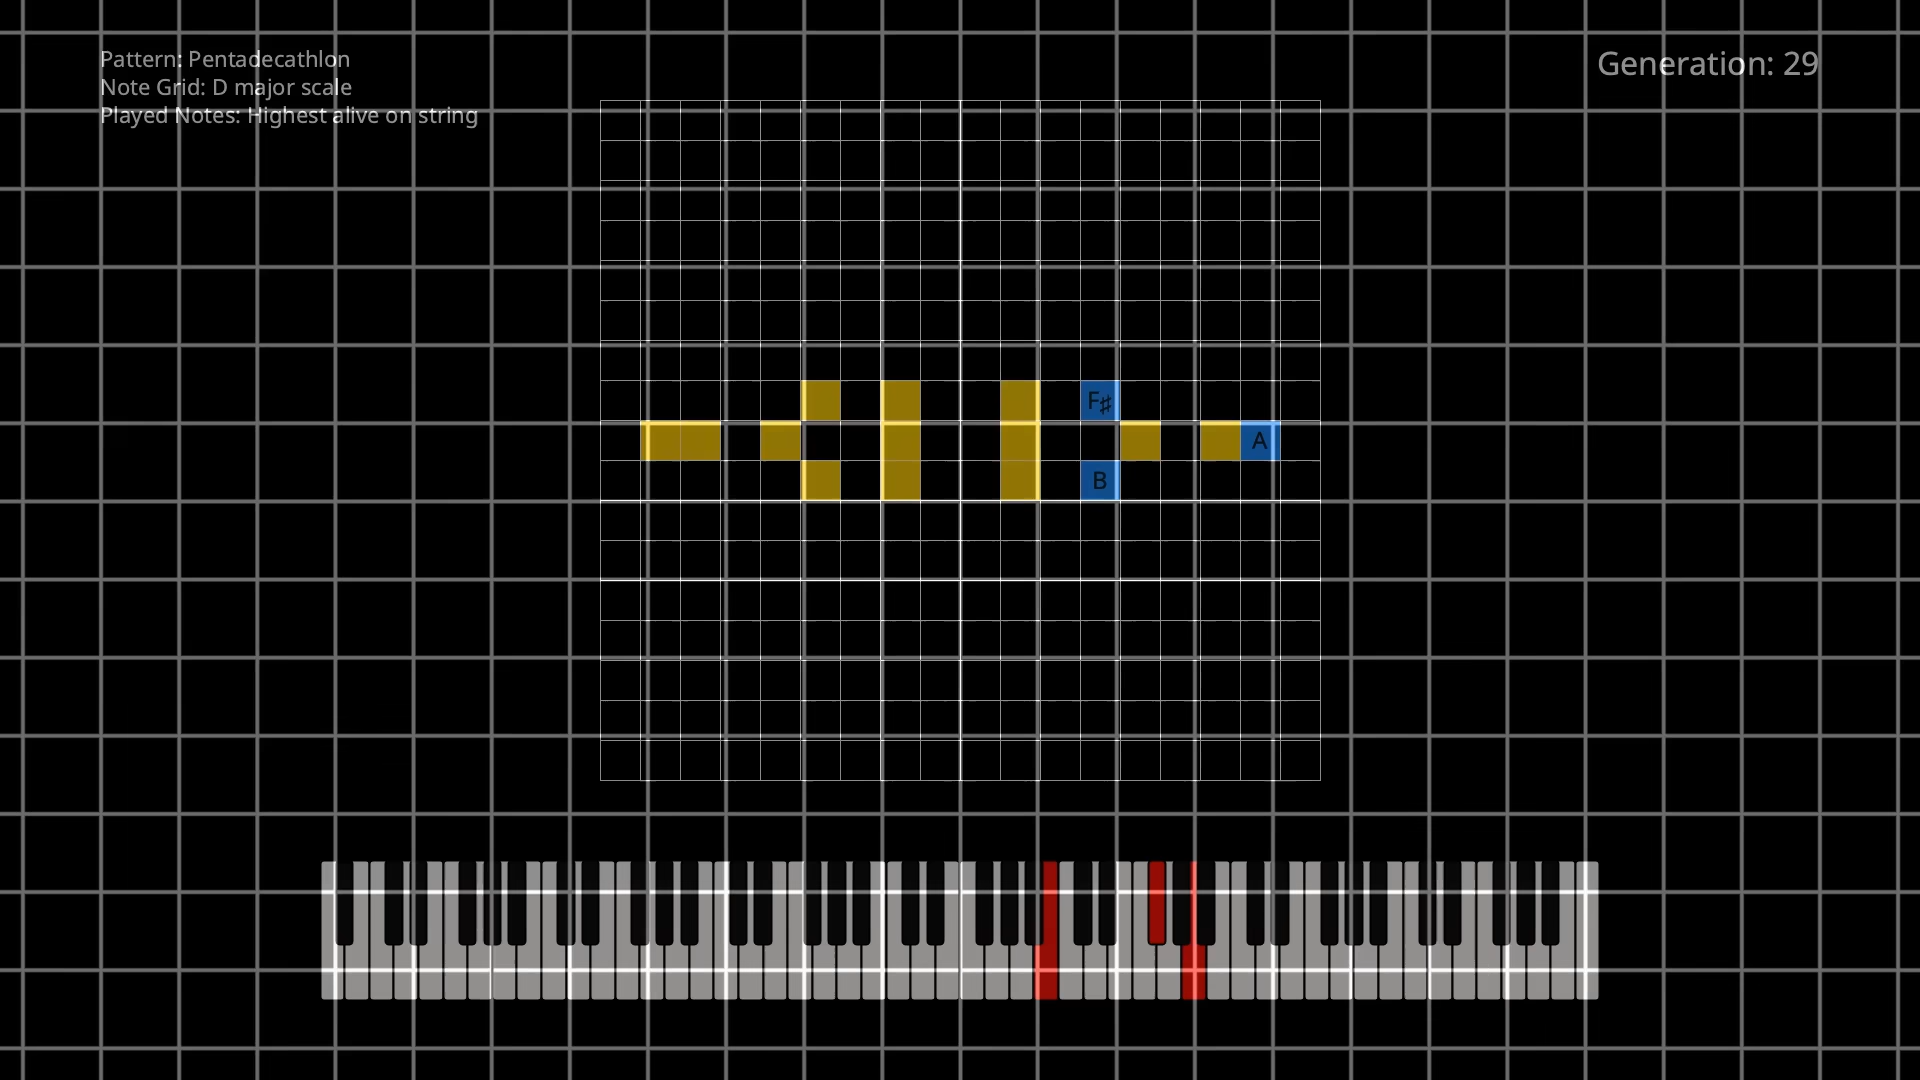 Pattern: Pentadecathlon
Note Grid: D major scale
Played Notes: Highest alive on string
Generation: 29
F♯
A
B